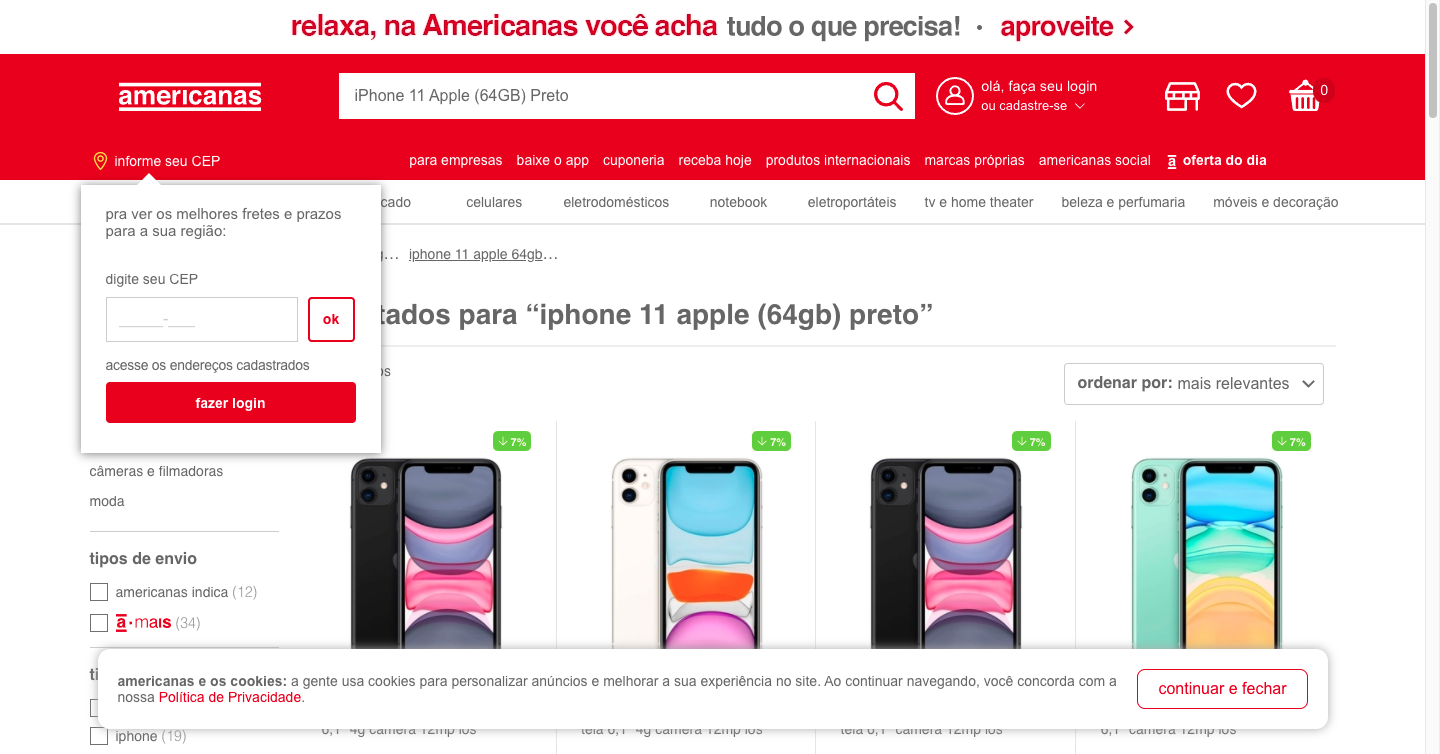 relaxa, na Americanas você acha tudo o que precisa! · aproveite
americanas
iPhone 11 Apple (64GB) Preto
olá, faça seu login
ou cadastre-se
0
informe seu CEP
para empresas baixe o app cuponeria receba hoje produtos internacionais marcas próprias americanas social a oferta do dia
celulares eletrodomésticos notebook eletroportáteis tv e home theater beleza e perfumaria móveis e decoração
pra ver os melhores fretes e prazos
para a sua região:
digite seu CEP
_____-___
ok
acesse os endereços cadastrados
fazer login
iphone 11 apple 64gb…
para “iphone 11 apple (64gb) preto”
ordenar por: mais relevantes
7%
7%
7%
7%
câmeras e filmadoras
moda
tipos de envio
americanas indica (12)
a·mais (34)
americanas e os cookies: a gente usa cookies para personalizar anúncios e melhorar a sua experiência no site. Ao continuar navegando, você concorda com a
nossa Política de Privacidade.
continuar e fechar
iphone (19)
6,1" 4g câmera 12mp ios
tela 6,1" câmera 12mp ios
tela 6,1" câmera 12mp ios
6,1" 4g câmera 12mp ios